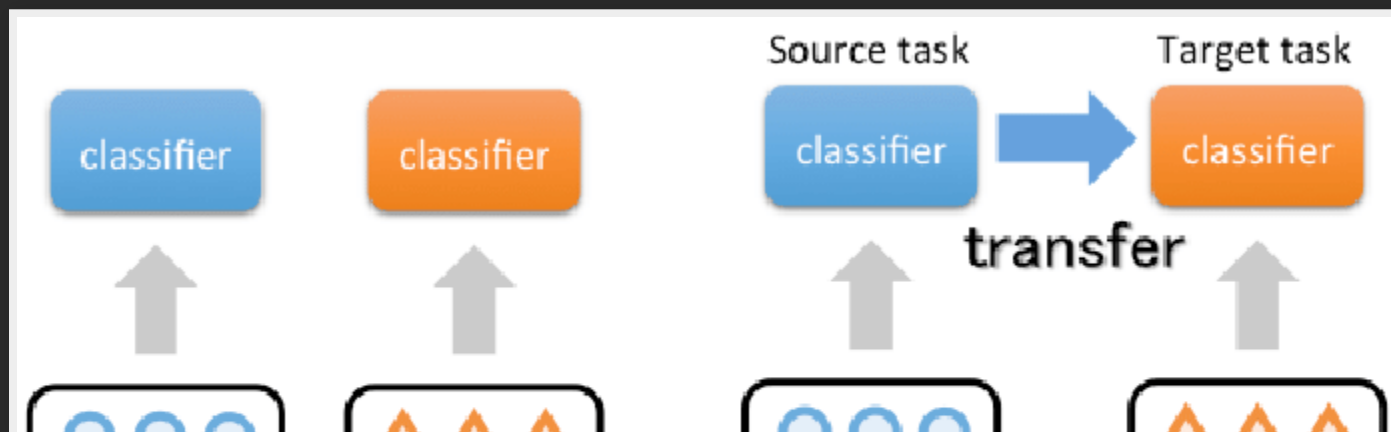 Source task
Target task
classifier
classifier
classifier
classifier
transfer